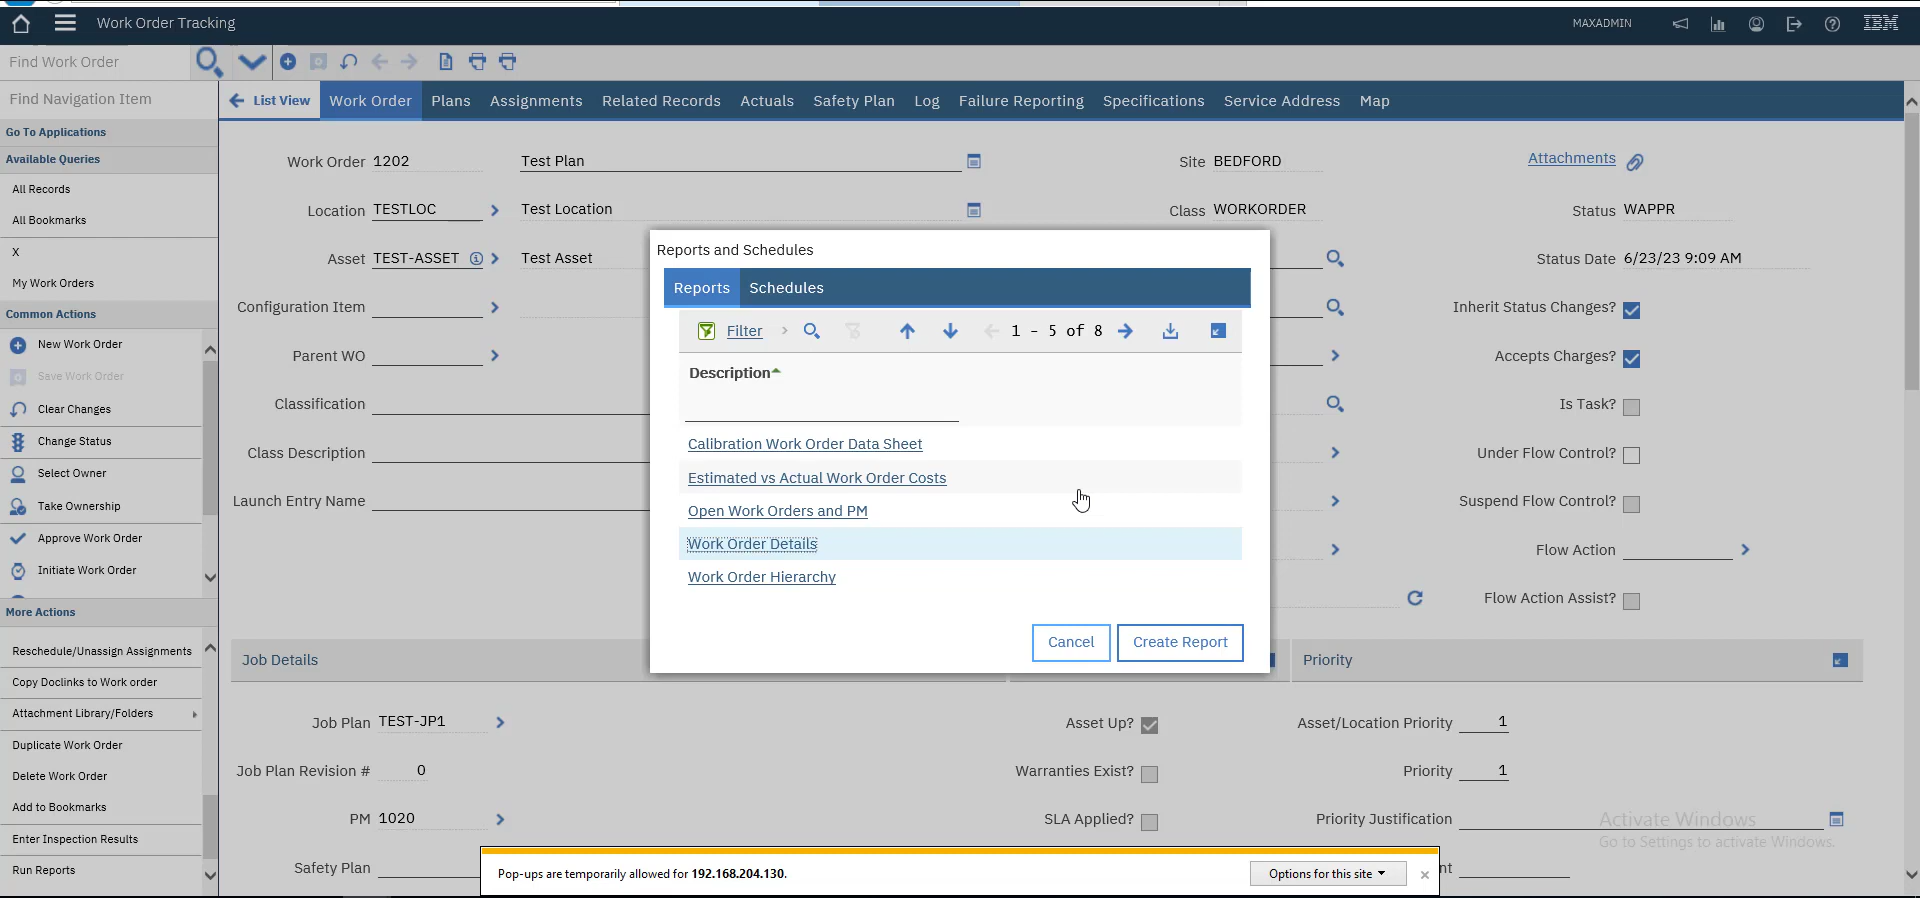 Work Order Tracking
MAXADMIN
IBM
Find Work Order
Find Navigation Item
List View Work Order Plans Assignments Related Records Actuals Safety Plan Log Failure Reporting Specifications Service Address Map
Go To Applications
Available Queries
All Records
All Bookmarks
X
My Work Orders
Common Actions
New Work Order
Save Work Order
Clear Changes
Change Status
Select Owner
Take Ownership
Approve Work Order
Initiate Work Order
More Actions
Reschedule/Unassign Assignments
Copy Doclinks to Work order
Attachment Library/Folders
Duplicate Work Order
Delete Work Order
Add to Bookmarks
Enter Inspection Results
Run Reports
Work Order 1202 Test Plan
Location TESTLOC Test Location
Asset TEST-ASSET Test Asset
Configuration Item
Parent WO
Classification
Class Description
Launch Entry Name
Site BEDFORD
Class WORKORDER
Attachments
Status WAPPR
Status Date 6/23/23 9:09 AM
Inherit Status Changes?
Accepts Charges?
Is Task?
Under Flow Control?
Suspend Flow Control?
Flow Action
Flow Action Assist?
Reports and Schedules
Reports Schedules
Filter 1 - 5 of 8
Description
Calibration Work Order Data Sheet
Estimated vs Actual Work Order Costs
Open Work Orders and PM
Work Order Details
Work Order Hierarchy
Cancel Create Report
Job Details
Priority
Job Plan TEST-JP1
Job Plan Revision # 0
PM 1020
Safety Plan
Asset Up?
Warranties Exist?
SLA Applied?
Asset/Location Priority 1
Priority 1
Priority Justification
Activate Windows
Go to Settings to activate Windows.
Pop-ups are temporarily allowed for 192.168.204.130.
Options for this site